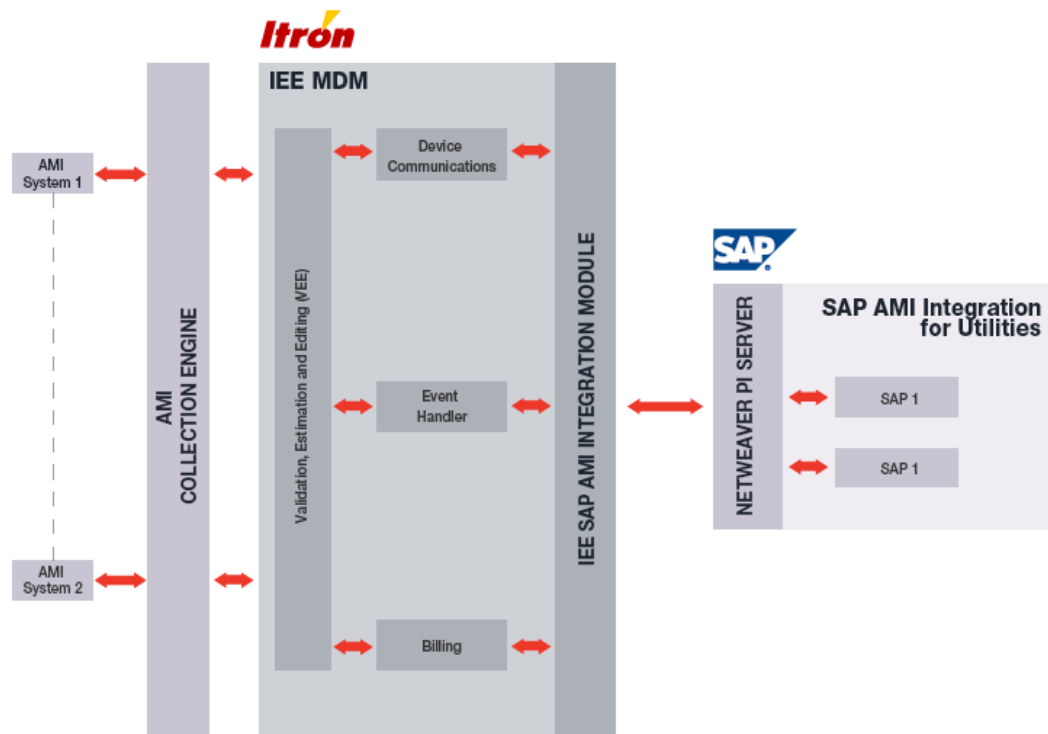 Itrón
IEE MDM
AMI
System 1
AMI
COLLECTION ENGINE
AMI
System 2
Validation, Estimation and Editing (VEE)
Device
Communications
Event
Handler
Billing
IEE SAP AMI INTEGRATION MODULE
SAP
®
NETWEAVER PI SERVER
SAP AMI Integration
for Utilities
SAP 1
SAP 1